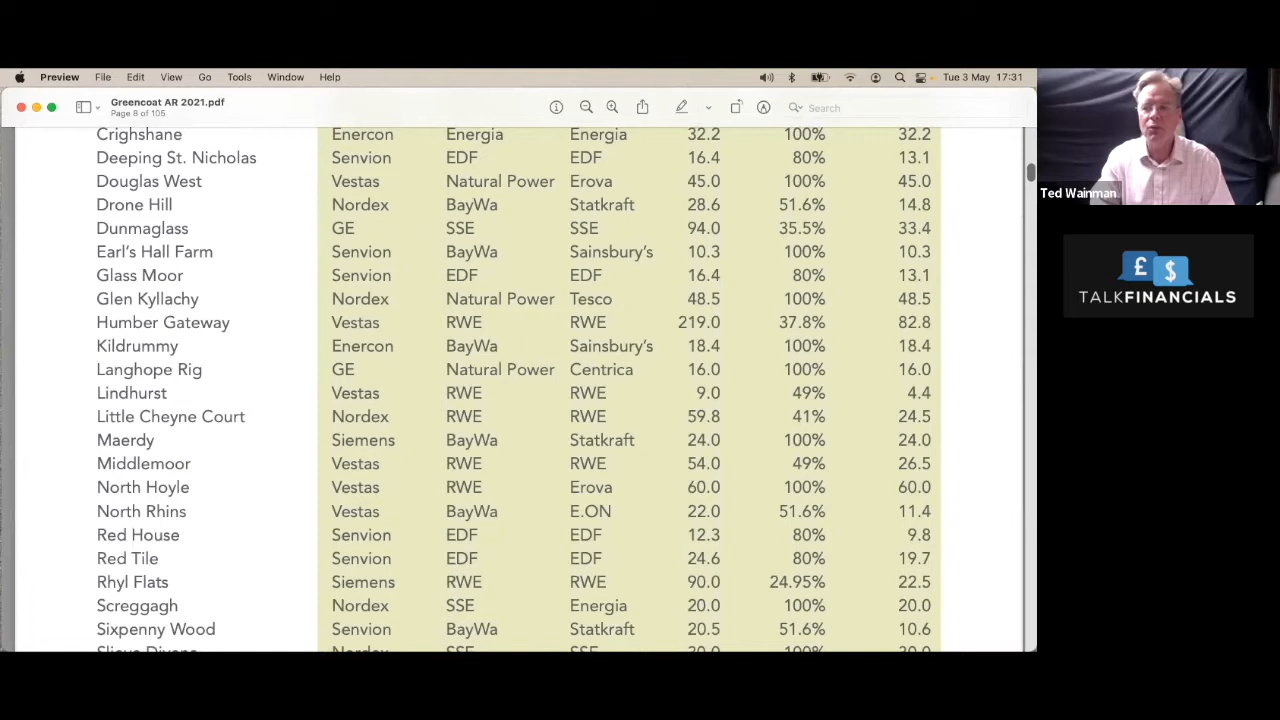 Preview File Edit View Go Tools Window Help Tue 3 May 17:31
Greencoat AR 2021.pdf
Page 8 of 105
Search
Crighshane Enercon Energia Energia 32.2 100% 32.2
Deeping St. Nicholas Senvion EDF EDF 16.4 80% 13.1
Douglas West Vestas Natural Power Erova 45.0 100% 45.0
Drone Hill Nordex BayWa Statkraft 28.6 51.6% 14.8
Dunmaglass GE SSE SSE 94.0 35.5% 33.4
Earl's Hall Farm Senvion BayWa Sainsbury's 10.3 100% 10.3
Glass Moor Senvion EDF EDF 16.4 80% 13.1
Glen Kyllachy Nordex Natural Power Tesco 48.5 100% 48.5
Humber Gateway Vestas RWE RWE 219.0 37.8% 82.8
Kildrummy Enercon BayWa Sainsbury's 18.4 100% 18.4
Langhope Rig GE Natural Power Centrica 16.0 100% 16.0
Lindhurst Vestas RWE RWE 9.0 49% 4.4
Little Cheyne Court Nordex RWE RWE 59.8 41% 24.5
Maerdy Siemens BayWa Statkraft 24.0 100% 24.0
Middlemoor Vestas RWE RWE 54.0 49% 26.5
North Hoyle Vestas RWE Erova 60.0 100% 60.0
North Rhins Vestas BayWa E.ON 22.0 51.6% 11.4
Red House Senvion EDF EDF 12.3 80% 9.8
Red Tile Senvion EDF EDF 24.6 80% 19.7
Rhyl Flats Siemens RWE RWE 90.0 24.95% 22.5
Screggagh Nordex SSE Energia 20.0 100% 20.0
Sixpenny Wood Senvion BayWa Statkraft 20.5 51.6% 10.6
Ted Wainman
£ $
TALKFINANCIALS